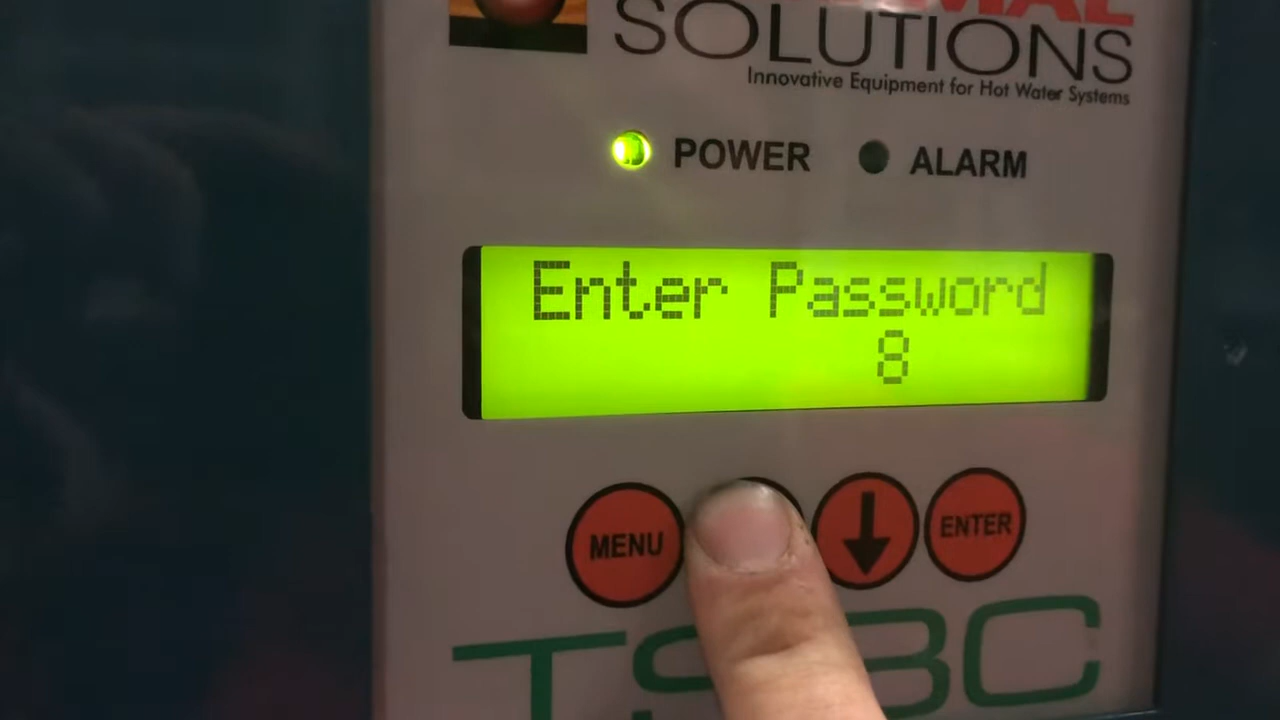 SOLUTIONS
Innovative Equipment for Hot Water Systems
POWER ALARM
Enter Password
8
MENU ENTER